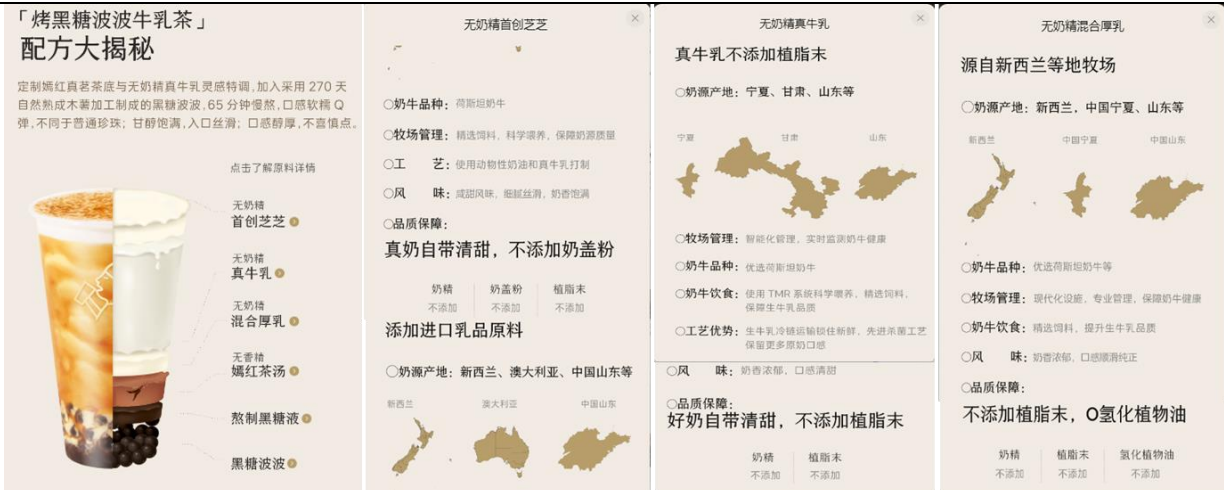 「烤黑糖波波牛乳茶」
配方大揭秘
定制嫣红真茗茶底与无奶精真牛乳灵感特调,加入采用 270 天
自然熟成木薯加工制成的黑糖波波,65 分钟慢熬,口感软糯 Q
弹,不同于普通珍珠; 甘醇饱满,入口丝滑; 口感醇厚,不喜慎点。
点击了解原料详情
无奶精
首创芝芝
无奶精
真牛乳
无奶精
混合厚乳
无香精
嫣红茶汤
熬制黑糖液
黑糖波波
无奶精首创芝芝
×
○奶牛品种: 荷斯坦奶牛
○牧场管理: 精选饲料, 科学喂养, 保障奶源质量
○工 艺: 使用动物性奶油和真牛乳打制
○风 味: 咸甜风味, 细腻丝滑, 奶香饱满
○品质保障:
真奶自带清甜, 不添加奶盖粉
奶精 奶盖粉 植脂末
不添加 不添加 不添加
添加进口乳品原料
○奶源产地: 新西兰、澳大利亚、中国山东等
新西兰 澳大利亚 中国山东
无奶精真牛乳
×
真牛乳不添加植脂末
○奶源产地: 宁夏、甘肃、山东等
宁夏 甘肃 山东
○牧场管理: 智能化管理, 实时监测奶牛健康
○奶牛品种: 优选荷斯坦奶牛
○奶牛饮食: 使用 TMR 系统科学喂养, 精选饲料,
保障生牛乳品质
○工艺优势: 生牛乳冷链运输锁住新鲜, 先进杀菌工艺
保留更多原奶口感
○风 味: 奶香浓郁, 口感清甜
○品质保障:
好奶自带清甜, 不添加植脂末
奶精 植脂末
不添加 不添加
无奶精混合厚乳
×
源自新西兰等地牧场
○奶源产地: 新西兰, 中国宁夏、山东等
新西兰 中国宁夏 中国山东
○奶牛品种: 优选荷斯坦奶牛等
○牧场管理: 现代化设施, 专业管理, 保障奶牛健康
○奶牛饮食: 精选饲料, 提升生牛乳品质
○风 味: 奶香浓郁, 口感顺滑纯正
○品质保障:
不添加植脂末, 0氢化植物油
奶精 植脂末 氢化植物油
不添加 不添加 不添加